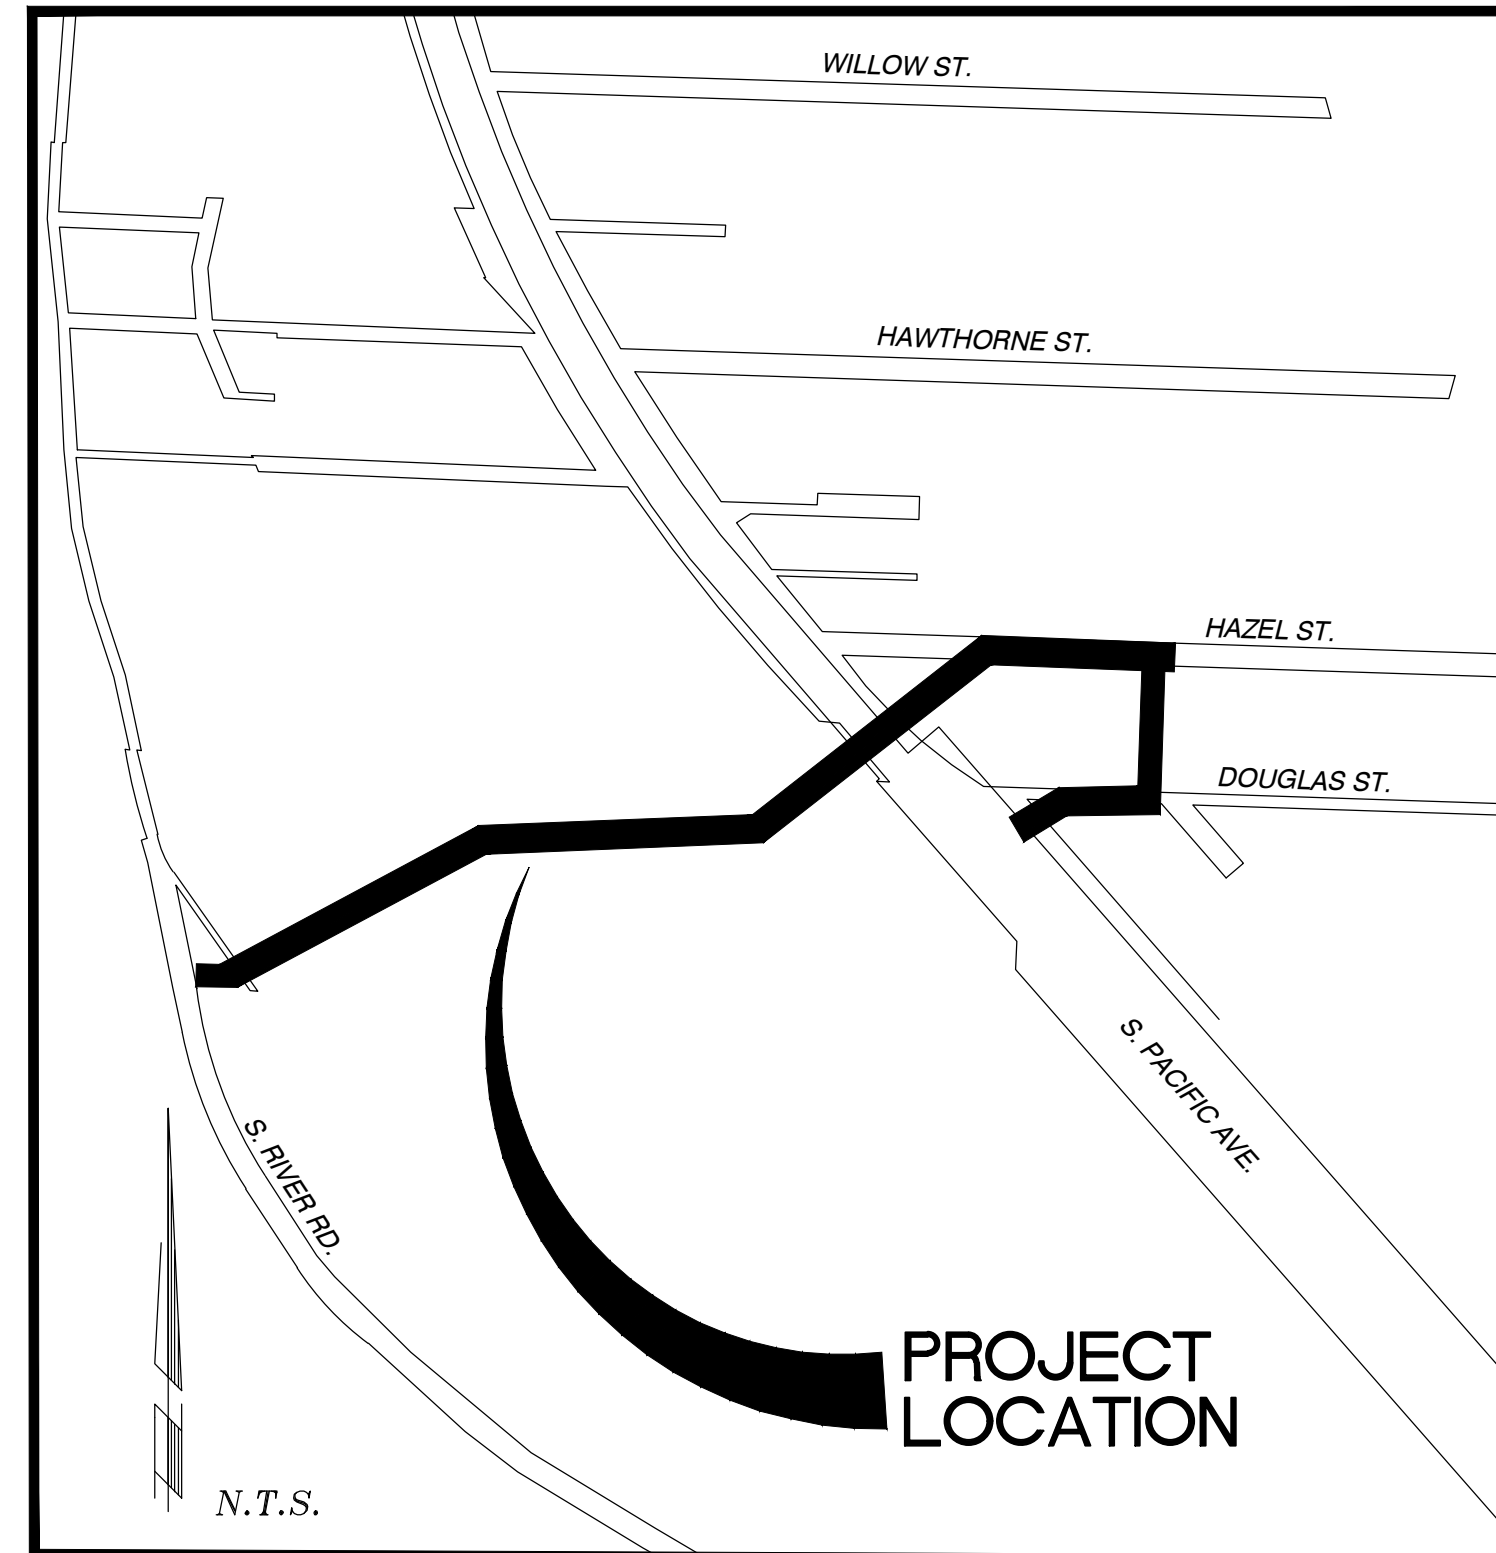 WILLOW ST.
HAWTHORNE ST.
HAZEL ST.
DOUGLAS ST.
S. PACIFIC AVE.
S. RIVER RD.
PROJECT
LOCATION
N.T.S.